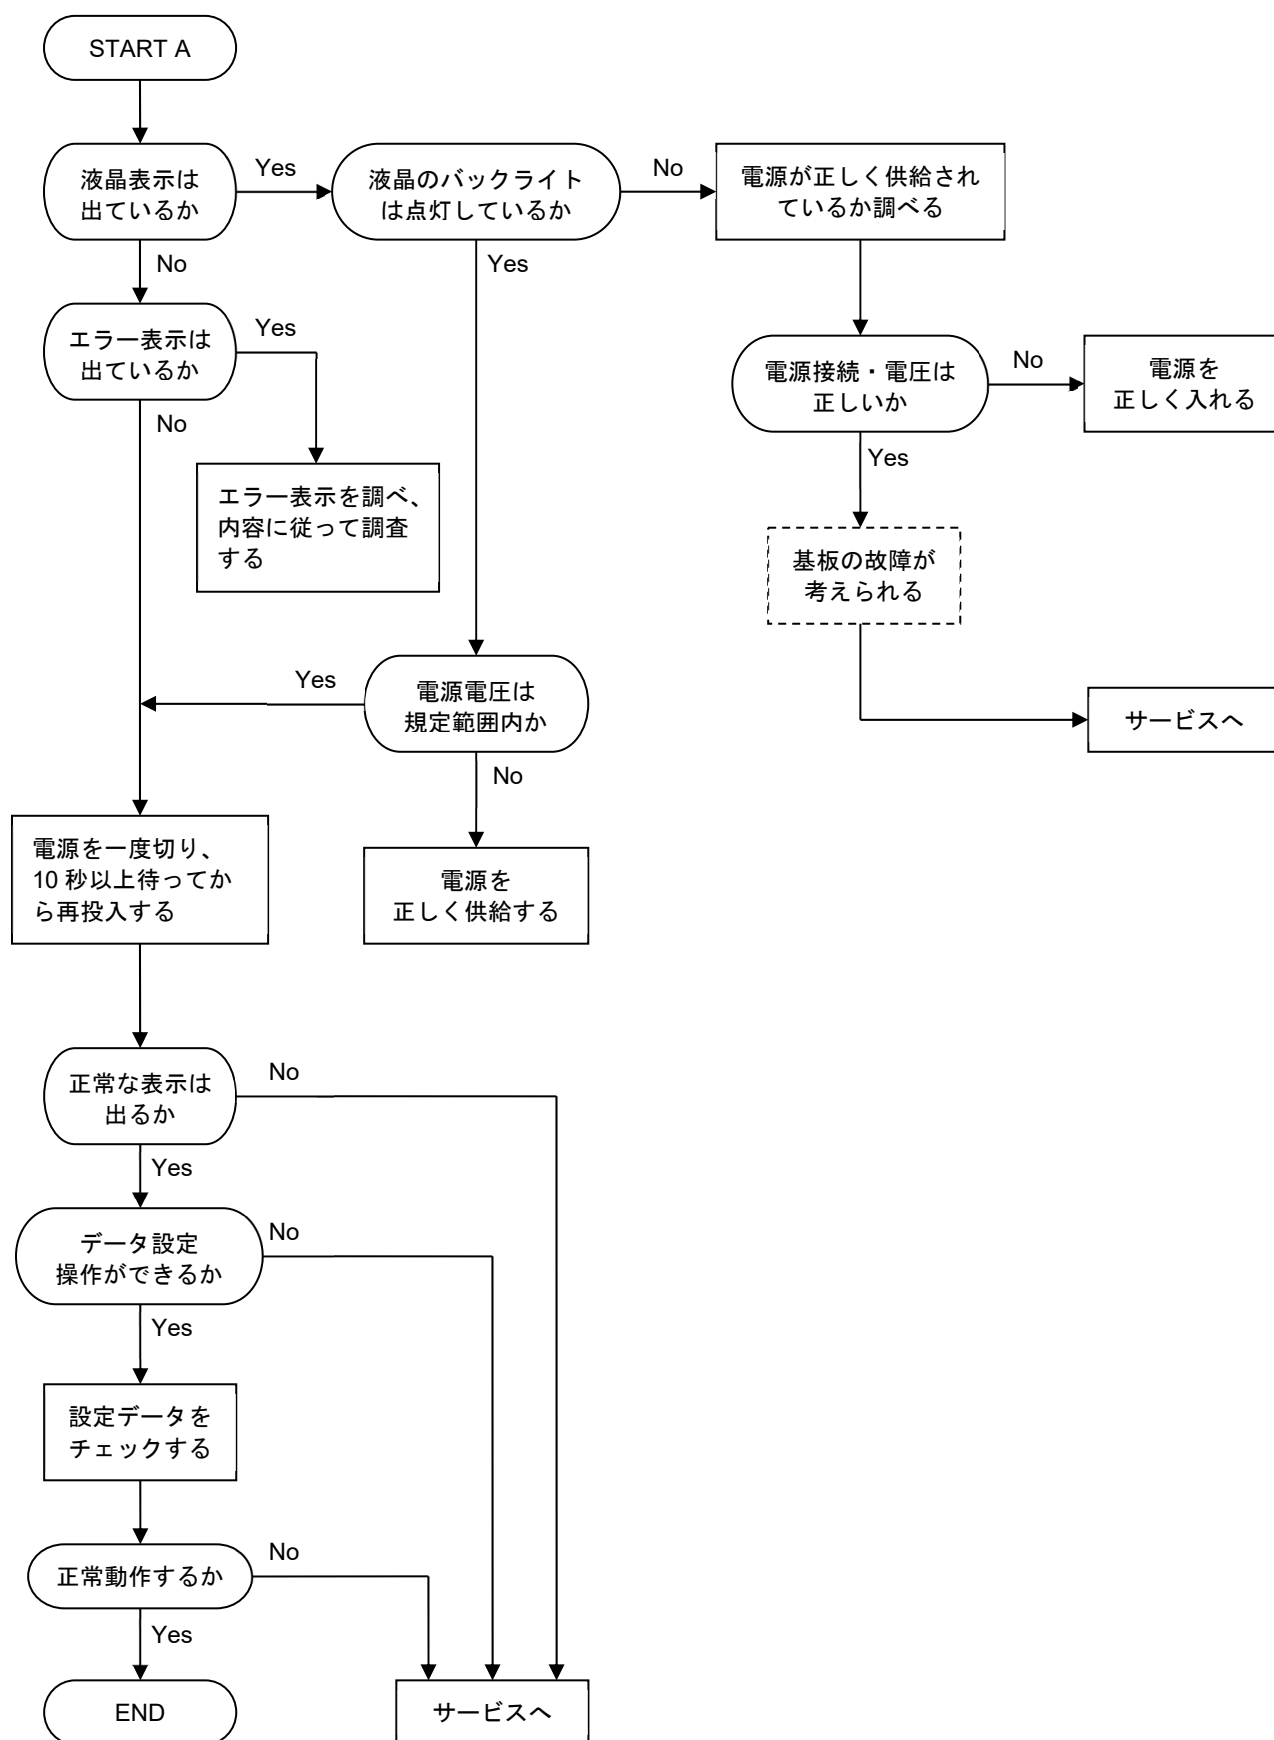 START A
液晶表示は
出ているか
Yes
液晶のバックライト
は点灯しているか
No
電源が正しく供給され
ているか調べる
No
Yes
エラー表示は
出ているか
Yes
電源接続・電圧は
正しいか
No
電源を
正しく入れる
No
Yes
エラー表示を調べ、
内容に従って調査
する
基板の故障が
考えられる
Yes
電源電圧は
規定範囲内か
サービスへ
No
電源を一度切り、
10 秒以上待ってか
ら再投入する
電源を
正しく供給する
正常な表示は
出るか
No
Yes
データ設定
操作ができるか
No
Yes
設定データを
チェックする
正常動作するか
No
Yes
END
サービスへ